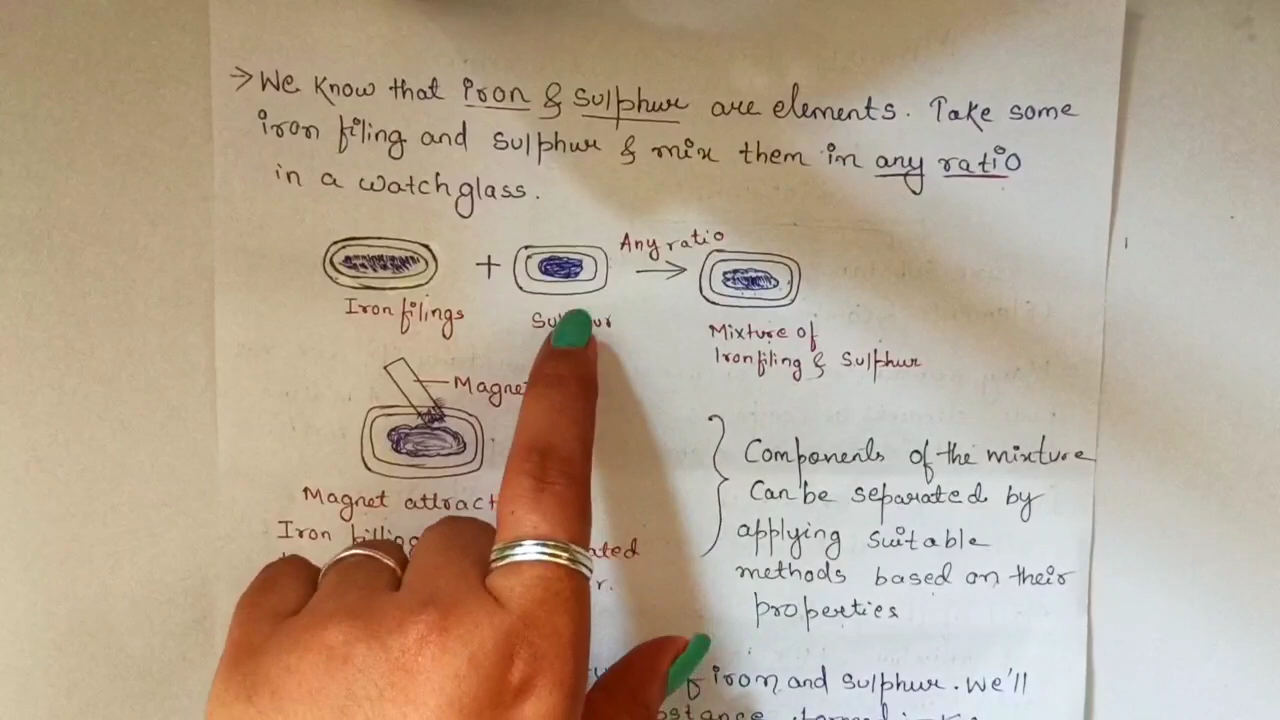 → We know that iron & sulphur are elements. Take some
iron filing and sulphur & mix them in any ratio
in a watchglass.
+
Any ratio
→
Iron filings
Mixture of
Iron filing & Sulphur
Magnet attract
Iron
Components of the mixture
Can be separated by
applying suitable
methods based on their
properties
iron and sulphur. We'll